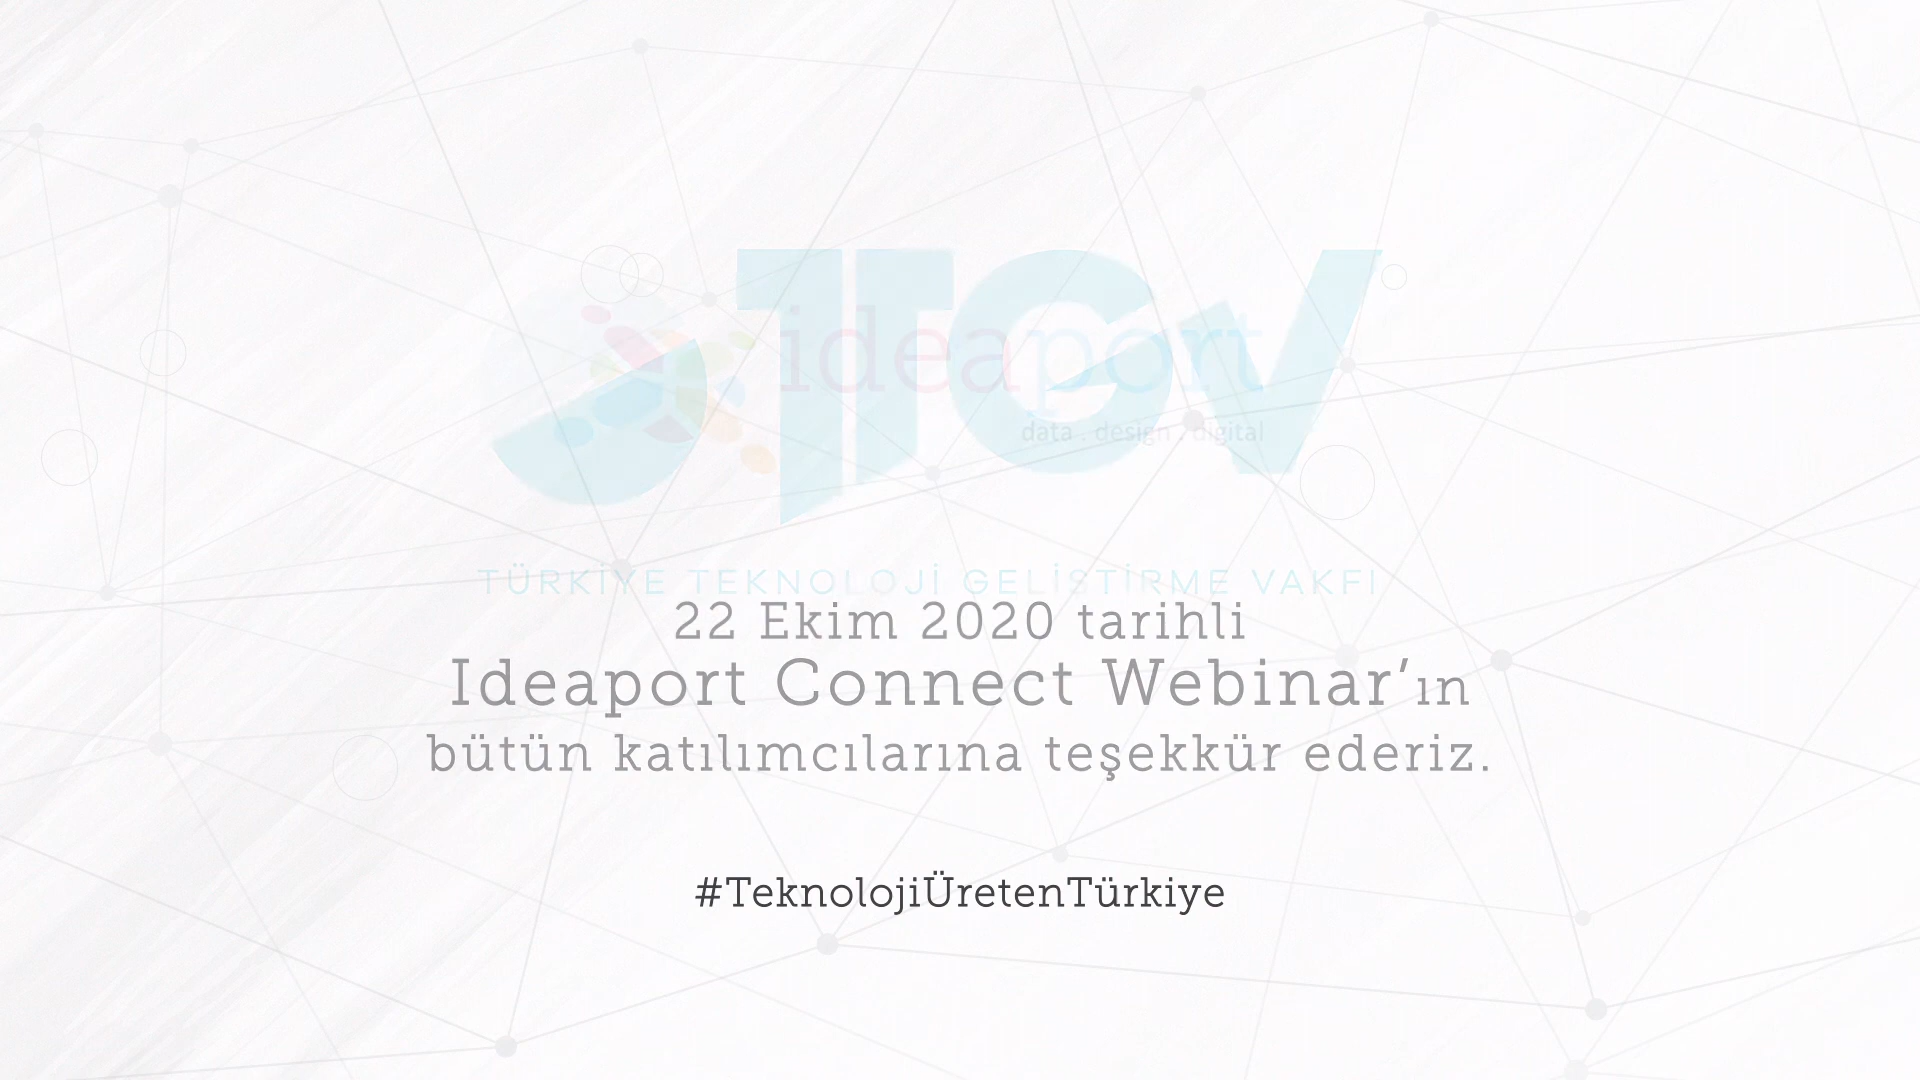 TTGV
ideaport
data . design . digital
TÜRKİYE TEKNOLOJİ GELİŞTİRME VAKFI
22 Ekim 2020 tarihli
Ideaport Connect Webinar’ın
bütün katılımcılarına teşekkür ederiz.
#TeknolojiÜretenTürkiye